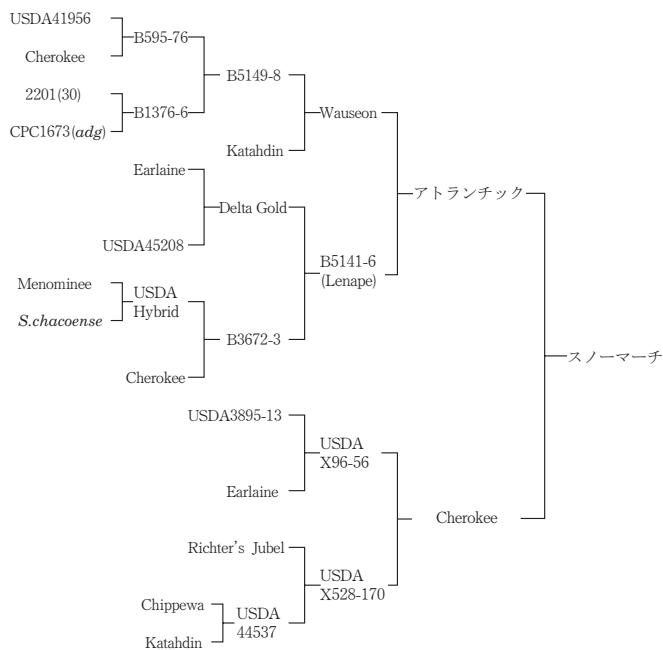 USDA41956
B595-76
Cherokee
B5149-8
2201(30)
B1376-6
Wauseon
CPC1673(adg)
Katahdin
Earlaine
アトランチック
Delta Gold
USDA45208
B5141-6
(Lenape)
Menominee
USDA
Hybrid
S.chacoense
B3672-3
スノーマーチ
Cherokee
USDA3895-13
USDA
X96-56
Earlaine
Cherokee
Richter's Jubel
USDA
X528-170
Chippewa
USDA
44537
Katahdin